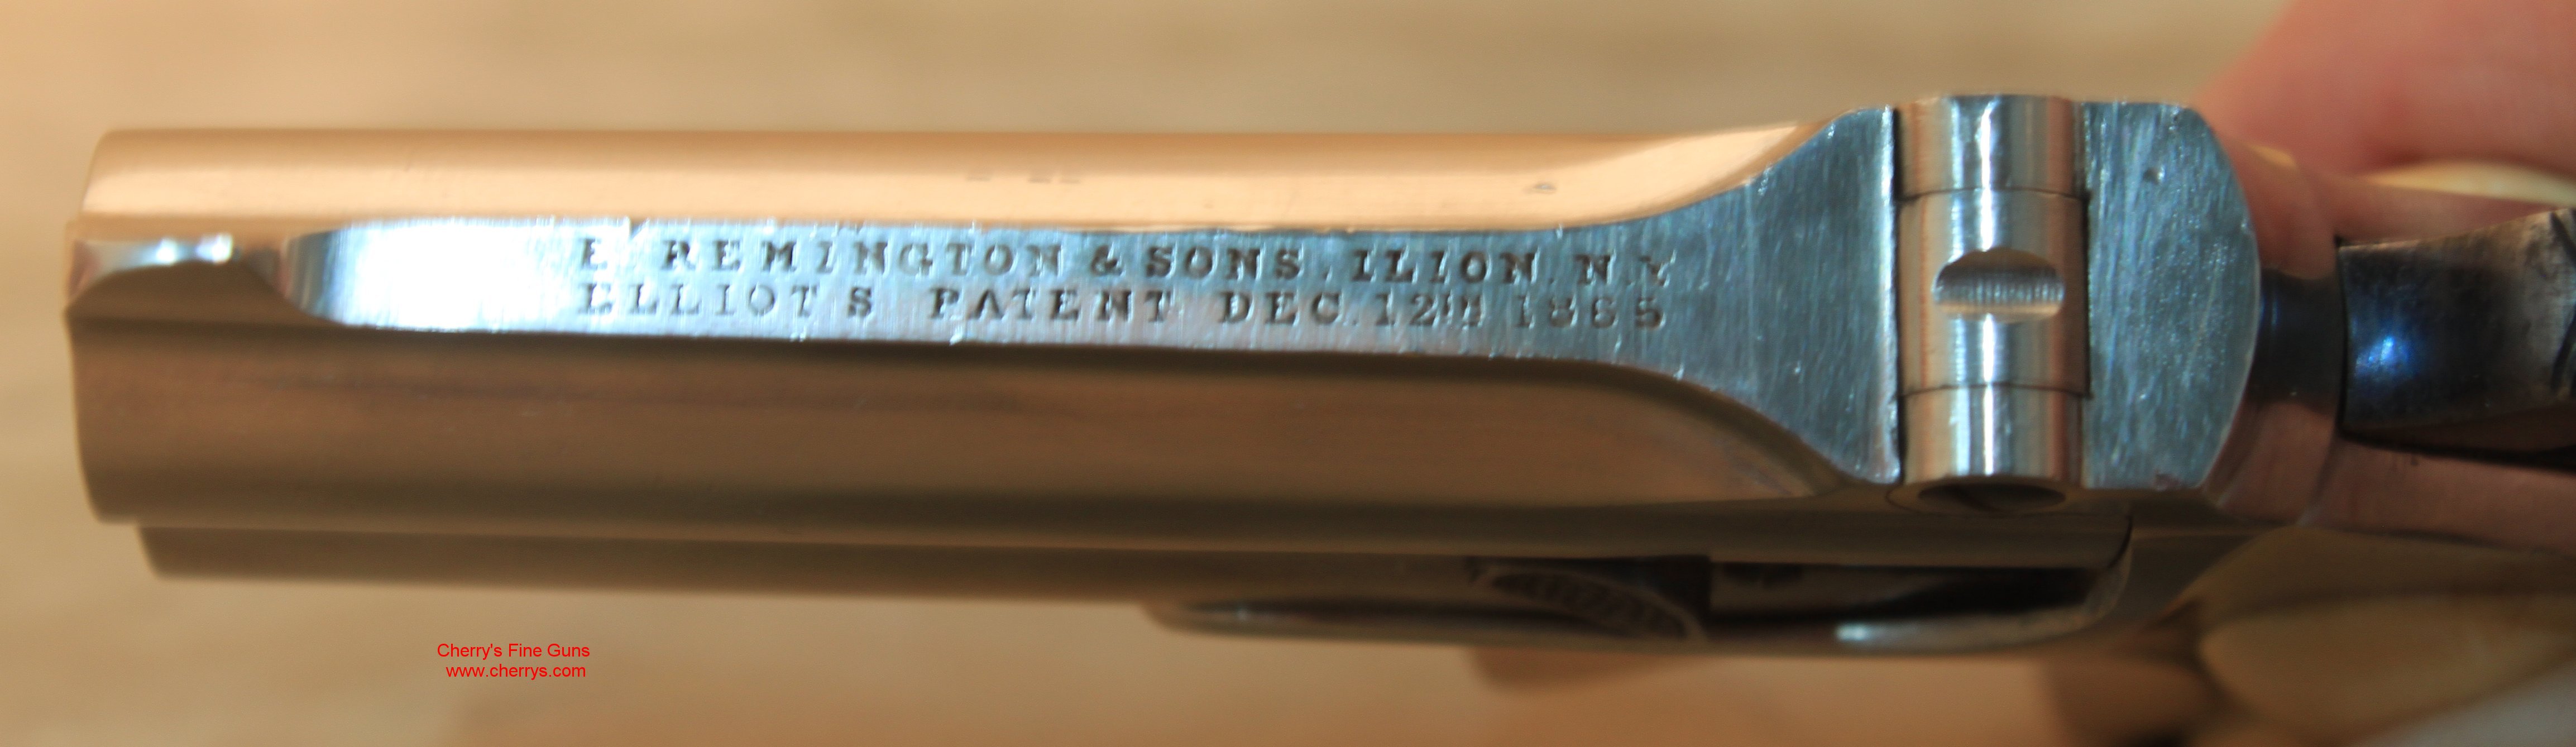 E. REMINGTON & SONS, ILION, N.Y.
ELLIOT'S PATENT DEC. 12TH 1865
Cherry's Fine Guns
www.cherrys.com